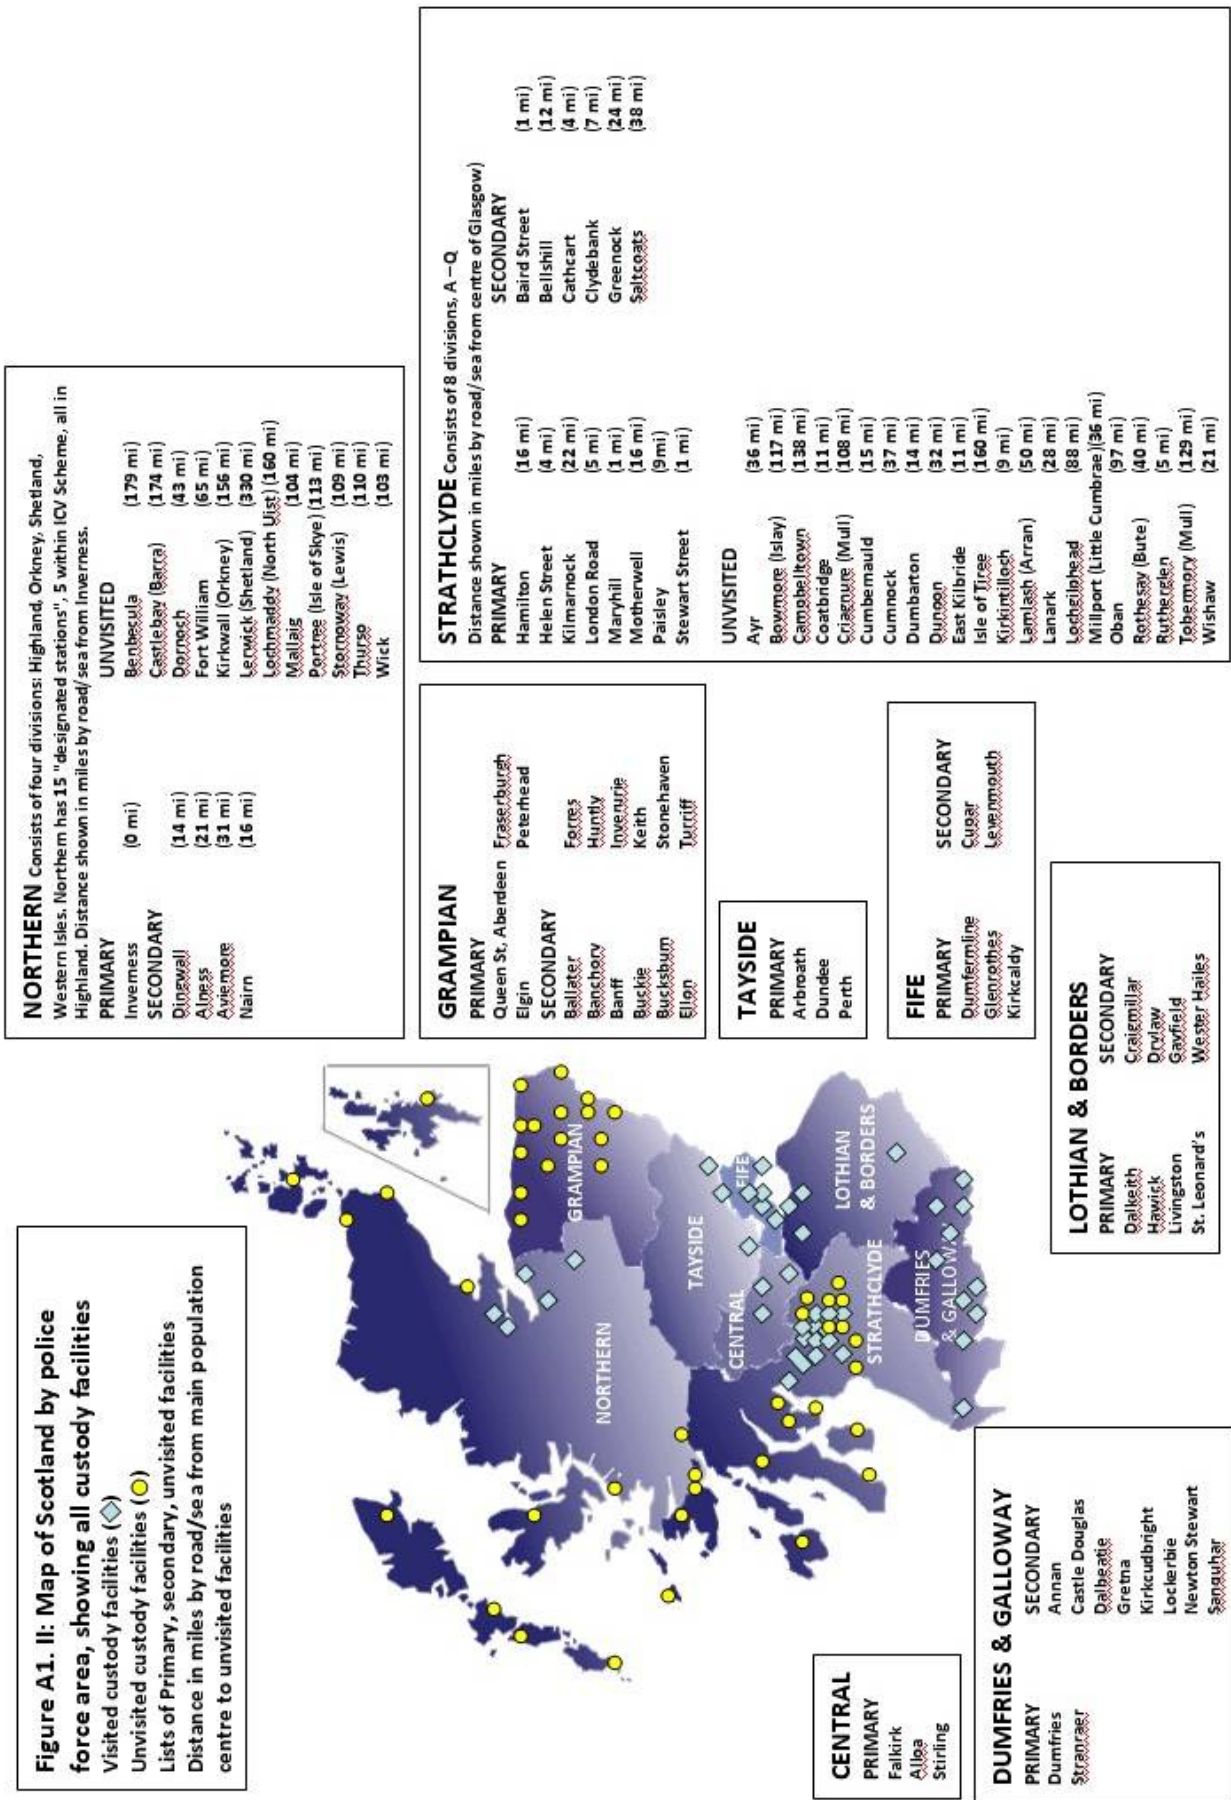 Figure A1. II: Map of Scotland by police
force area, showing all custody facilities
Visited custody facilities (◇)
Unvisited custody facilities (○)
Lists of Primary, secondary, unvisited facilities
Distance in miles by road/sea from main population
centre to unvisited facilities
NORTHERN Consists of four divisions: Highland, Orkney, Shetland,
Western Isles. Northern has 15 "designated stations", 5 within ICV Scheme, all in
Highland. Distance shown in miles by road/sea from Inverness.
PRIMARY
Inverness (0 mi)
SECONDARY
Dingwall (14 mi)
Alness (21 mi)
Aviemore (31 mi)
Nairn (16 mi)
UNVISITED
Benbecula (179 mi)
Castlebay (Barra) (174 mi)
Dornoch (43 mi)
Fort William (65 mi)
Kirkwall (Orkney) (156 mi)
Lerwick (Shetland) (330 mi)
Lochmaddy (North Uist) (160 mi)
Mallaig (104 mi)
Portree (Isle of Skye) (113 mi)
Stornoway (Lewis) (109 mi)
Thurso (110 mi)
Wick (103 mi)
GRAMPIAN
PRIMARY
Queen St, Aberdeen Fraserburgh
Elgin Peterhead
SECONDARY
Ballater Forres
Banchory Huntly
Banff Inverurie
Buckie Keith
Bucksburn Stonehaven
Ellon Turriff
STRATHCLYDE Consists of 8 divisions, A – Q
Distance shown in miles by road/sea from centre of Glasgow)
PRIMARY
Hamilton (16 mi)
Helen Street (4 mi)
Kilmarnock (22 mi)
London Road (5 mi)
Maryhill (1 mi)
Motherwell (16 mi)
Paisley (9mi)
Stewart Street (1 mi)
SECONDARY
Baird Street (1 mi)
Bellshill (12 mi)
Cathcart (4 mi)
Clydebank (7 mi)
Greenock (24 mi)
Saltcoats (38 mi)
UNVISITED
Ayr (36 mi)
Bowmore (Islay) (117 mi)
Campbelltown (138 mi)
Coatbridge (11 mi)
Criagnure (Mull) (108 mi)
Cumbernauld (15 mi)
Cumnock (37 mi)
Dumbarton (14 mi)
Dunoon (32 mi)
East Kilbride (11 mi)
Isle of Tiree (160 mi)
Kirkintilloch (9 mi)
Lamlash (Arran) (50 mi)
Lanark (28 mi)
Lochgilphead (88 mi)
Millport (Little Cumbrae)(36 mi)
Oban (97 mi)
Rothesay (Bute) (40 mi)
Rutherglen (5 mi)
Tobermory (Mull) (129 mi)
Wishaw (21 mi)
TAYSIDE
PRIMARY
Arbroath
Dundee
Perth
FIFE
PRIMARY
Dumfermline
Glenrothes
Kirkcaldy
SECONDARY
Cupar
Levenmouth
LOTHIAN & BORDERS
PRIMARY
Dalkeith
Hawick
Livingston
St. Leonard's
SECONDARY
Craigmillar
Drylaw
Gayfield
Wester Hailes
CENTRAL
PRIMARY
Falkirk
Alloa
Stirling
DUMFRIES & GALLOWAY
PRIMARY
Dumfries
Stranraer
SECONDARY
Annan
Castle Douglas
Dalbeatie
Gretna
Kirkcudbright
Lockerbie
Newton Stewart
Sanquhar
NORTHERN
GRAMPIAN
TAYSIDE
CENTRAL
FIFE
STRATHCLYDE
LOTHIAN
& BORDERS
DUMFRIES
& GALLOWAY